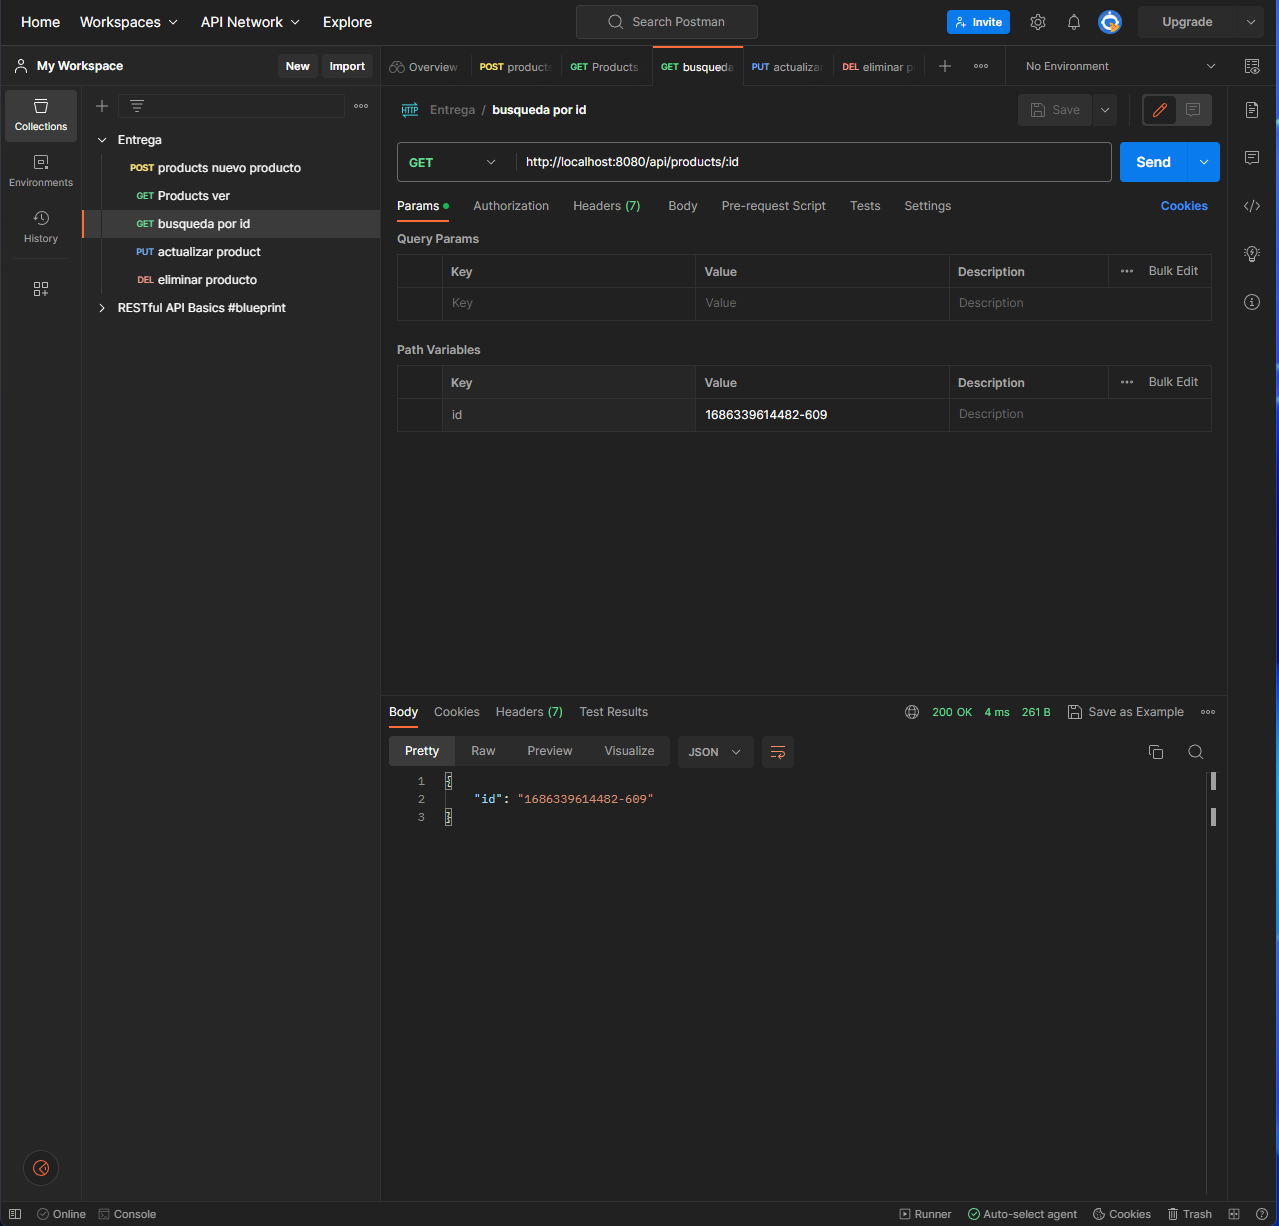 Home Workspaces API Network Explore Search Postman Invite Upgrade
My Workspace New Import Overview POST products GET Products GET busqueda PUT actualizar DEL eliminar p No Environment
Collections
Environments
History
Entrega
POST products nuevo producto
GET Products ver
GET busqueda por id
PUT actualizar product
DEL eliminar producto
RESTful API Basics #blueprint
HTTP Entrega / busqueda por id Save
GET http://localhost:8080/api/products/:id Send
Params Authorization Headers (7) Body Pre-request Script Tests Settings Cookies
Query Params
Key Value Description Bulk Edit
Key Value Description
Path Variables
Key Value Description Bulk Edit
id 1686339614482-609 Description
Body Cookies Headers (7) Test Results 200 OK 4 ms 261 B Save as Example
Pretty Raw Preview Visualize JSON
1 {
2 "id": "1686339614482-609"
3 }
Online Console Runner Auto-select agent Cookies Trash